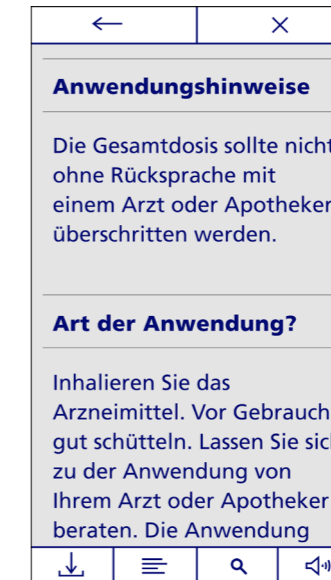 Anwendungshinweise
Die Gesamtdosis sollte nicht
ohne Rücksprache mit
einem Arzt oder Apotheker
überschritten werden.
Art der Anwendung?
Inhalieren Sie das
Arzneimittel. Vor Gebrauch
gut schütteln. Lassen Sie sich
zu der Anwendung von
Ihrem Arzt oder Apotheker
beraten. Die Anwendung